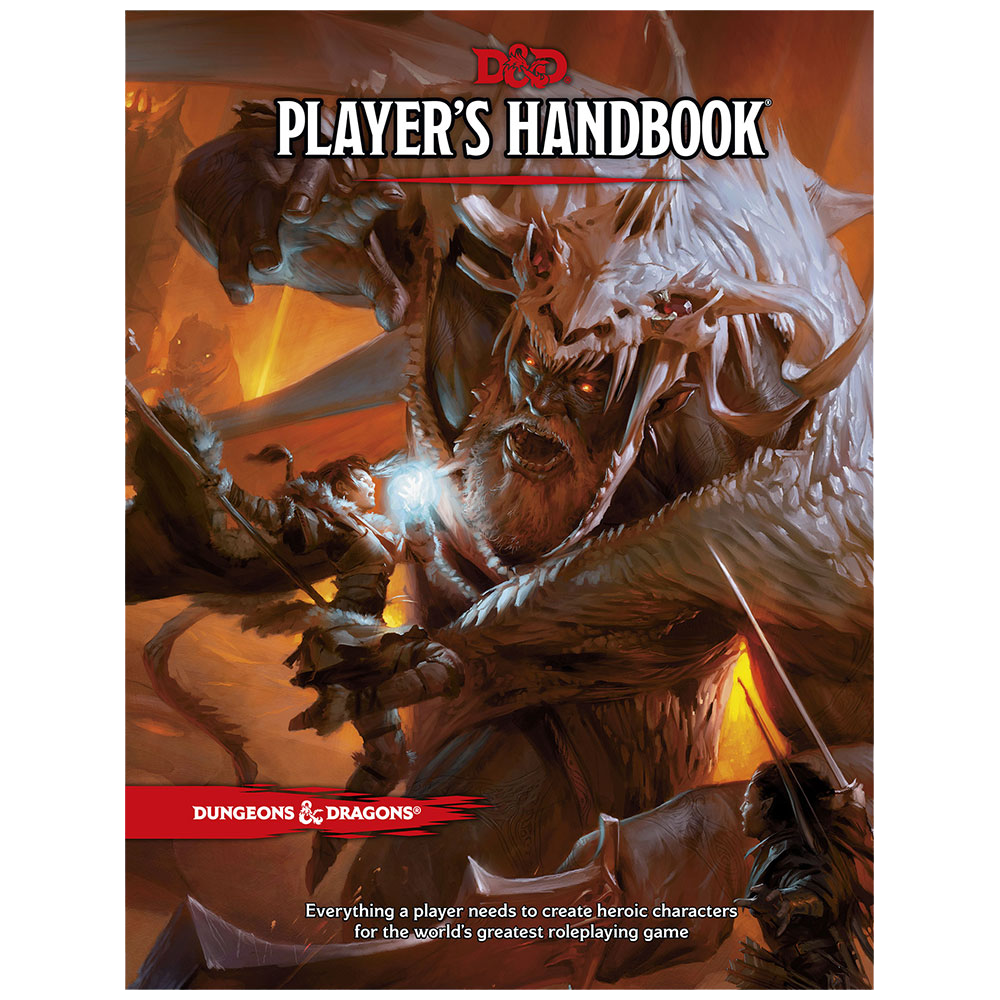 D&D
PLAYER'S HANDBOOK®
DUNGEONS & DRAGONS®
Everything a player needs to create heroic characters
for the world's greatest roleplaying game